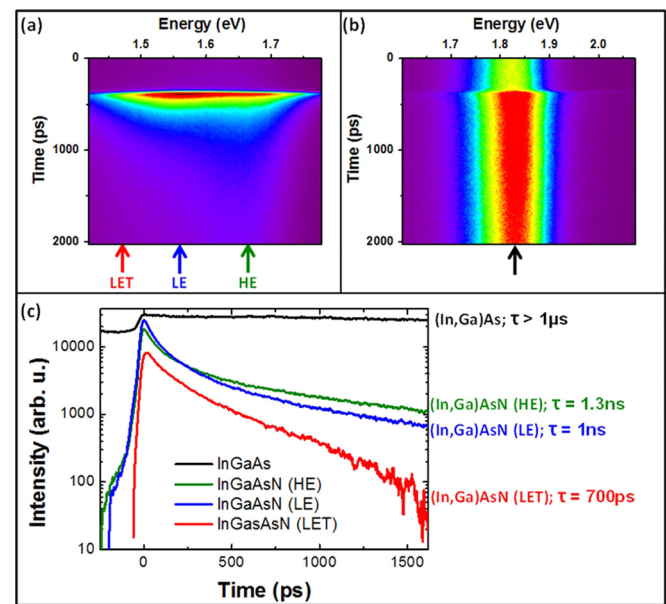 (a)
Energy (eV)
1.5
1.6
1.7
Time (ps)
0
1000
2000
LET
LE
HE
(b)
Energy (eV)
1.7
1.8
1.9
2.0
Time (ps)
0
1000
2000
(c)
Intensity (arb. u.)
10000
1000
100
10
InGaAs
InGaAsN (HE)
InGaAsN (LE)
InGasAsN (LET)
0
500
1000
1500
Time (ps)
(In,Ga)As; τ > 1µs
(In,Ga)AsN (HE); τ = 1.3ns
(In,Ga)AsN (LE); τ = 1ns
(In,Ga)AsN (LET); τ = 700ps